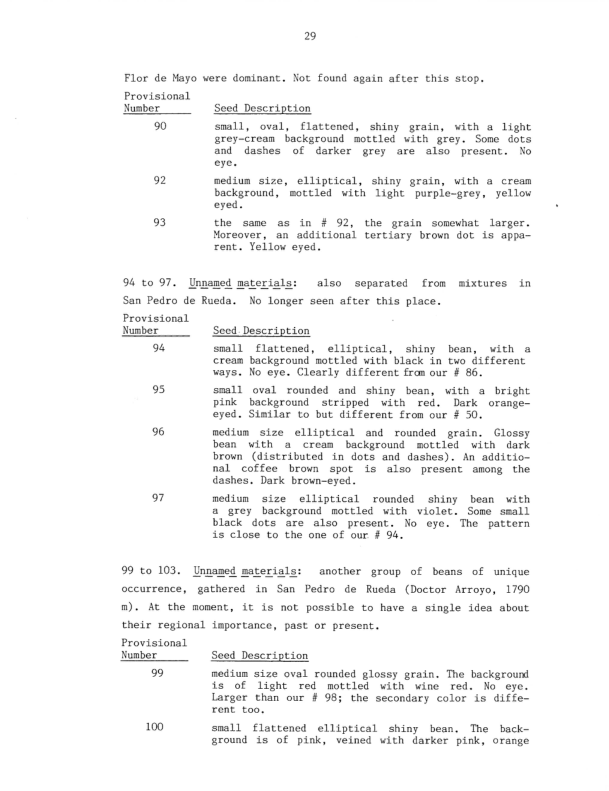 29
Flor de Mayo were dominant. Not found again after this stop.
Provisional
Number Seed Description
90 small, oval, flattened, shiny grain, with a light
grey-cream background mottled with grey. Some dots
and dashes of darker grey are also present. No
eye.
92 medium size, elliptical, shiny grain, with a cream
background, mottled with light purple-grey, yellow
eyed.
93 the same as in # 92, the grain somewhat larger.
Moreover, an additional tertiary brown dot is appa-
rent. Yellow eyed.
94 to 97. Unnamed materials: also separated from mixtures in
San Pedro de Rueda. No longer seen after this place.
Provisional
Number Seed Description
94 small flattened, elliptical, shiny bean, with a
cream background mottled with black in two different
ways. No eye. Clearly different from our # 86.
95 small oval rounded and shiny bean, with a bright
pink background stripped with red. Dark orange-
eyed. Similar to but different from our # 50.
96 medium size elliptical and rounded grain. Glossy
bean with a cream background mottled with dark
brown (distributed in dots and dashes). An additio-
nal coffee brown spot is also present among the
dashes. Dark brown-eyed.
97 medium size elliptical rounded shiny bean with
a grey background mottled with violet. Some small
black dots are also present. No eye. The pattern
is close to the one of our # 94.
99 to 103. Unnamed materials: another group of beans of unique
occurrence, gathered in San Pedro de Rueda (Doctor Arroyo, 1790
m). At the moment, it is not possible to have a single idea about
their regional importance, past or present.
Provisional
Number Seed Description
99 medium size oval rounded glossy grain. The background
is of light red mottled with wine red. No eye.
Larger than our # 98; the secondary color is diffe-
rent too.
100 small flattened elliptical shiny bean. The back-
ground is of pink, veined with darker pink, orange